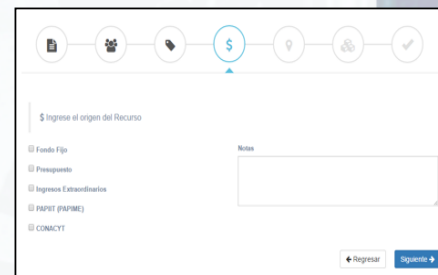 $
$ Ingrese el origen del Recurso
Fondo Fijo
Notas
Presupuesto
Ingresos Extraordinarios
PAPIIT (PAPIME)
CONACYT
Regresar
Siguiente